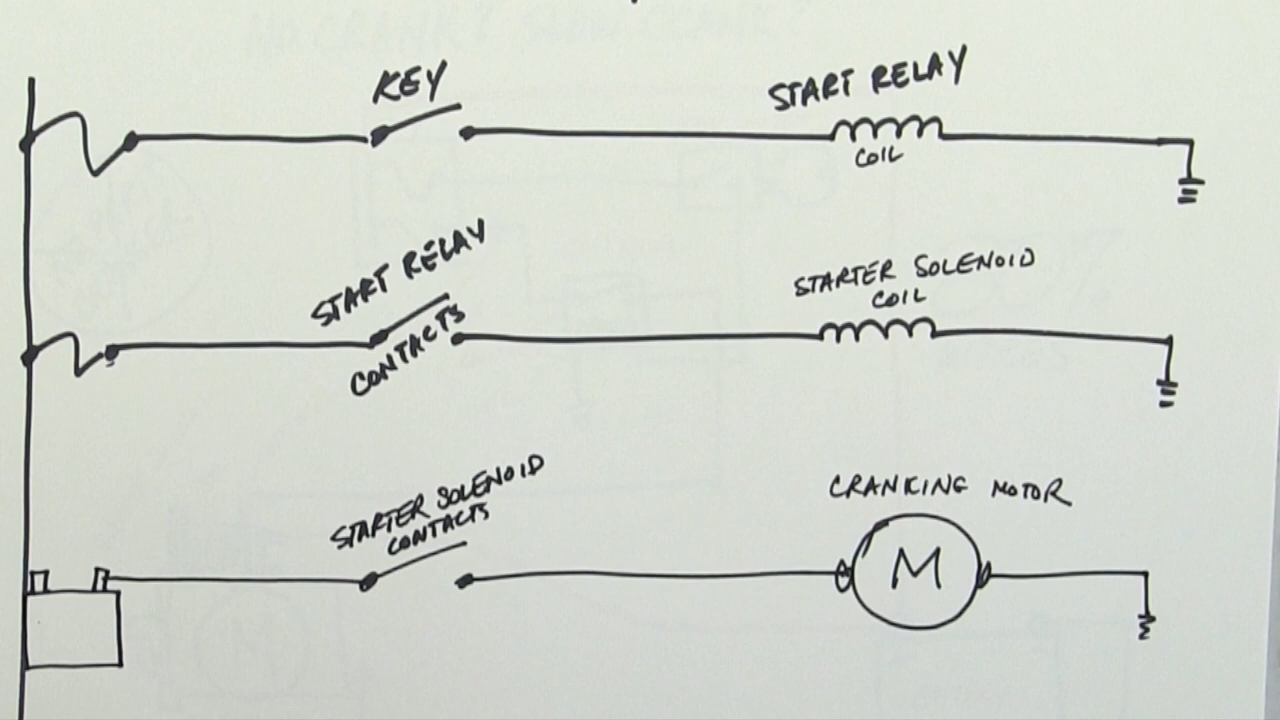 KEY
START RELAY
COIL
START RELAY
CONTACTS
STARTER SOLENOID
COIL
STARTER SOLENOID
CONTACTS
CRANKING MOTOR
M